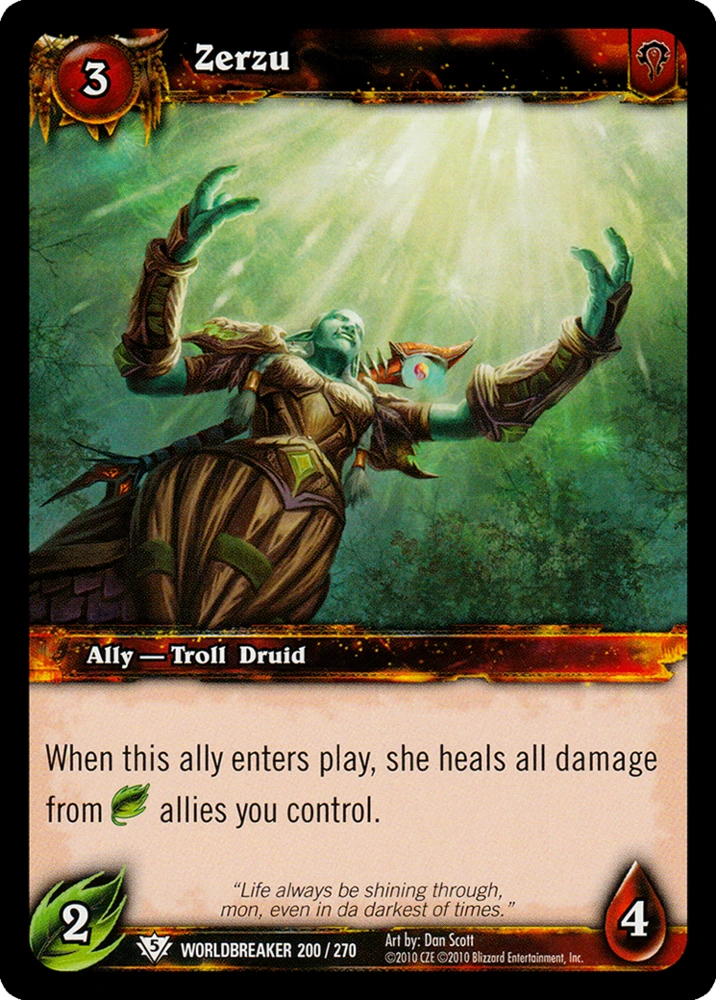 3
Zerzu
Ally — Troll Druid
When this ally enters play, she heals all damage
from allies you control.
"Life always be shining through,
mon, even in da darkest of times."
2
5
WORLDBREAKER 200 / 270
Art by: Dan Scott
©2010 CZE ©2010 Blizzard Entertainment, Inc.
4